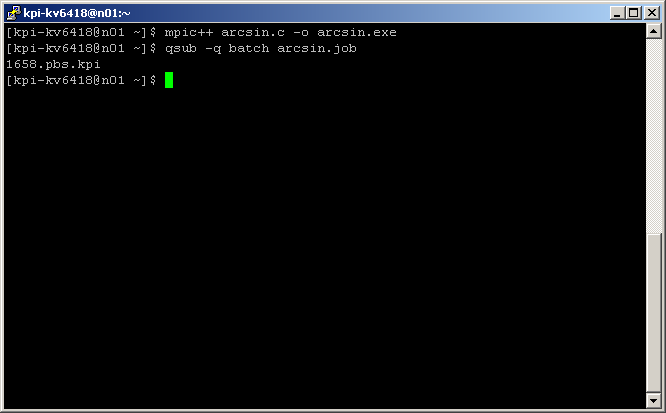 kpi-kv6418@n01:~
[kpi-kv6418@n01 ~]$ mpic++ arcsin.c -o arcsin.exe
[kpi-kv6418@n01 ~]$ qsub -q batch arcsin.job
1658.pbs.kpi
[kpi-kv6418@n01 ~]$